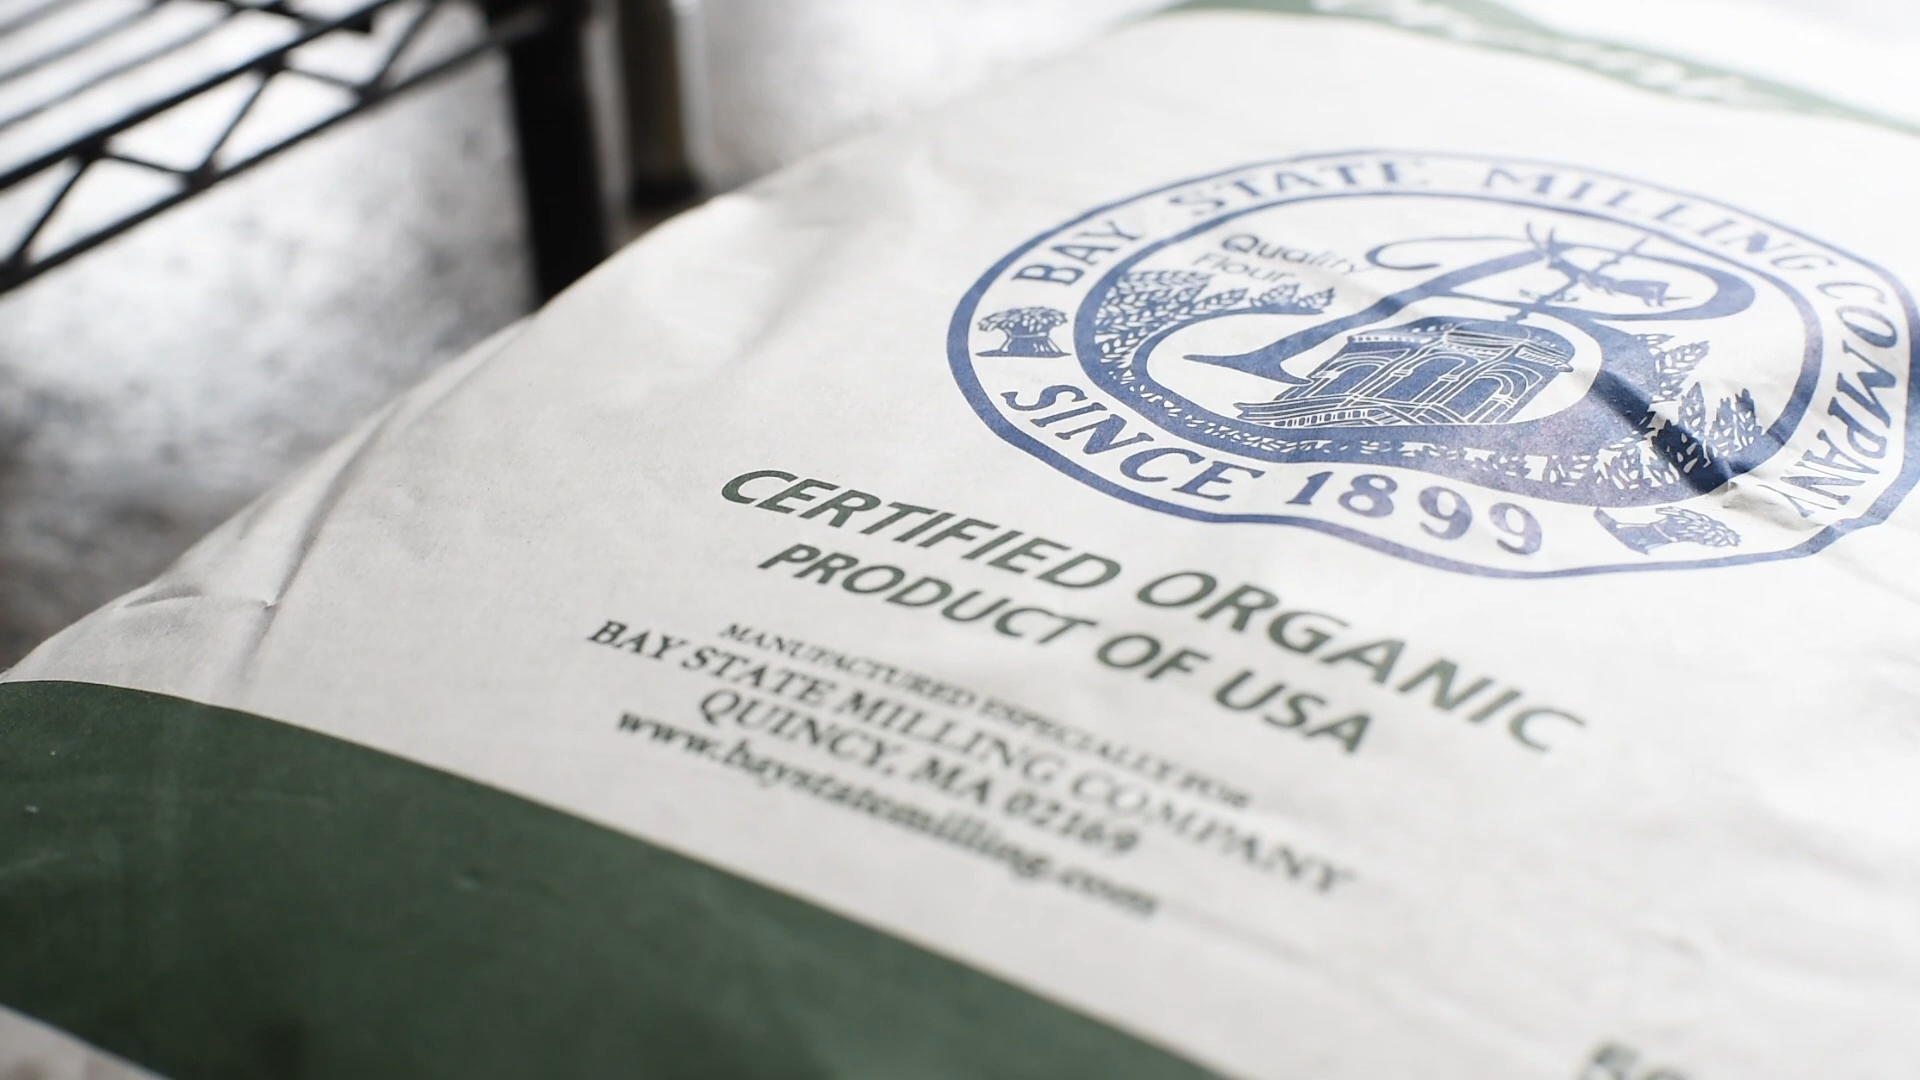 BAY STATE MILLING COMPANY
Quality
Flour
SINCE 1899
CERTIFIED ORGANIC
PRODUCT OF USA
MANUFACTURED ESPECIALLY FOR
BAY STATE MILLING COMPANY
QUINCY, MA 02169
www.baystatemilling.com